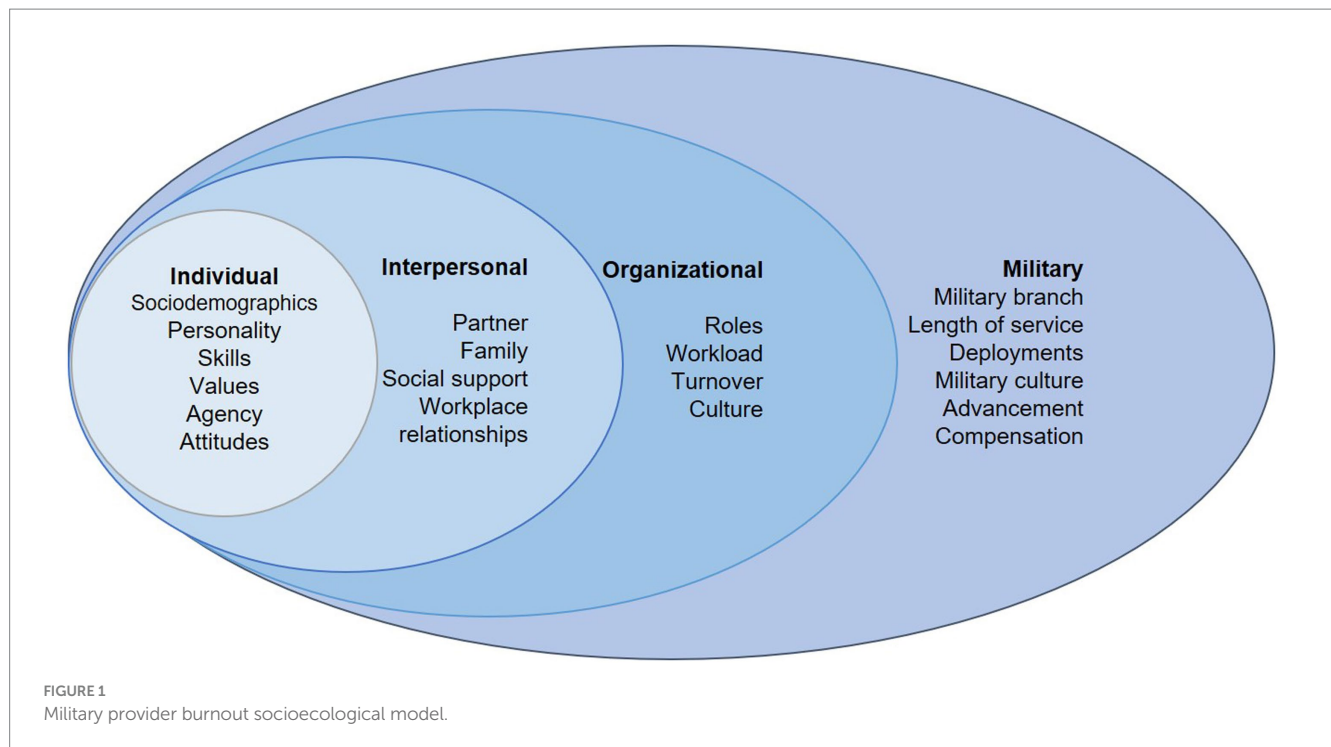 Individual
Sociodemographics
Personality
Skills
Values
Agency
Attitudes
Interpersonal
Partner
Family
Social support
Workplace
relationships
Organizational
Roles
Workload
Turnover
Culture
Military
Military branch
Length of service
Deployments
Military culture
Advancement
Compensation
FIGURE 1
Military provider burnout socioecological model.